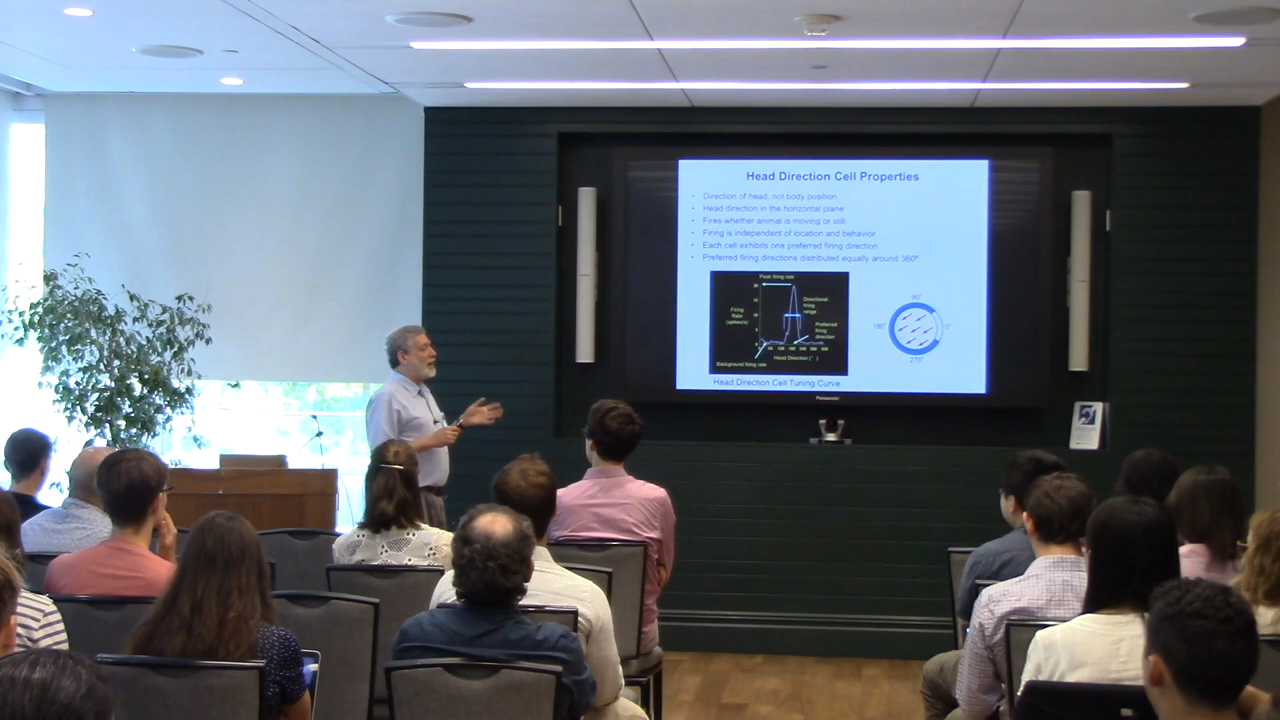 Head Direction Cell Properties
• Direction of head, not body position
• Head direction in the horizontal plane
• Fires whether animal is moving or still
• Firing is independent of location and behavior
• Each cell exhibits one preferred firing direction
• Preferred firing directions distributed equally around 360º
Peak firing rate
Directional
firing
range
Firing
Rate
(spikes/s)
Preferred
firing
direction
Head Direction (°)
Background firing rate
Head Direction Cell Tuning Curve
90°
180°
0°
270°
Panasonic